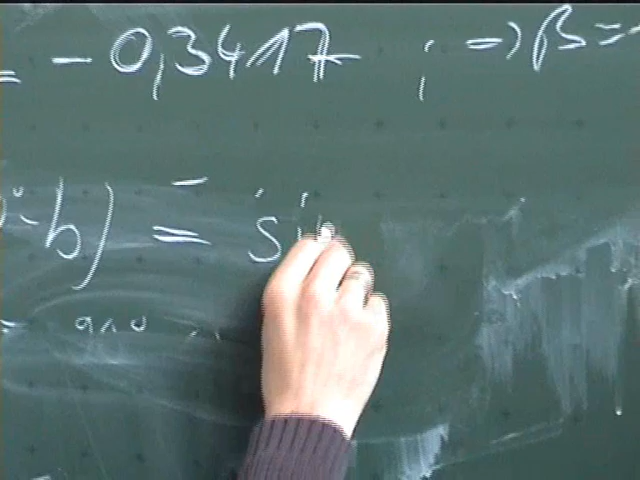 = - 0,3417 ; => β =
·b) = si